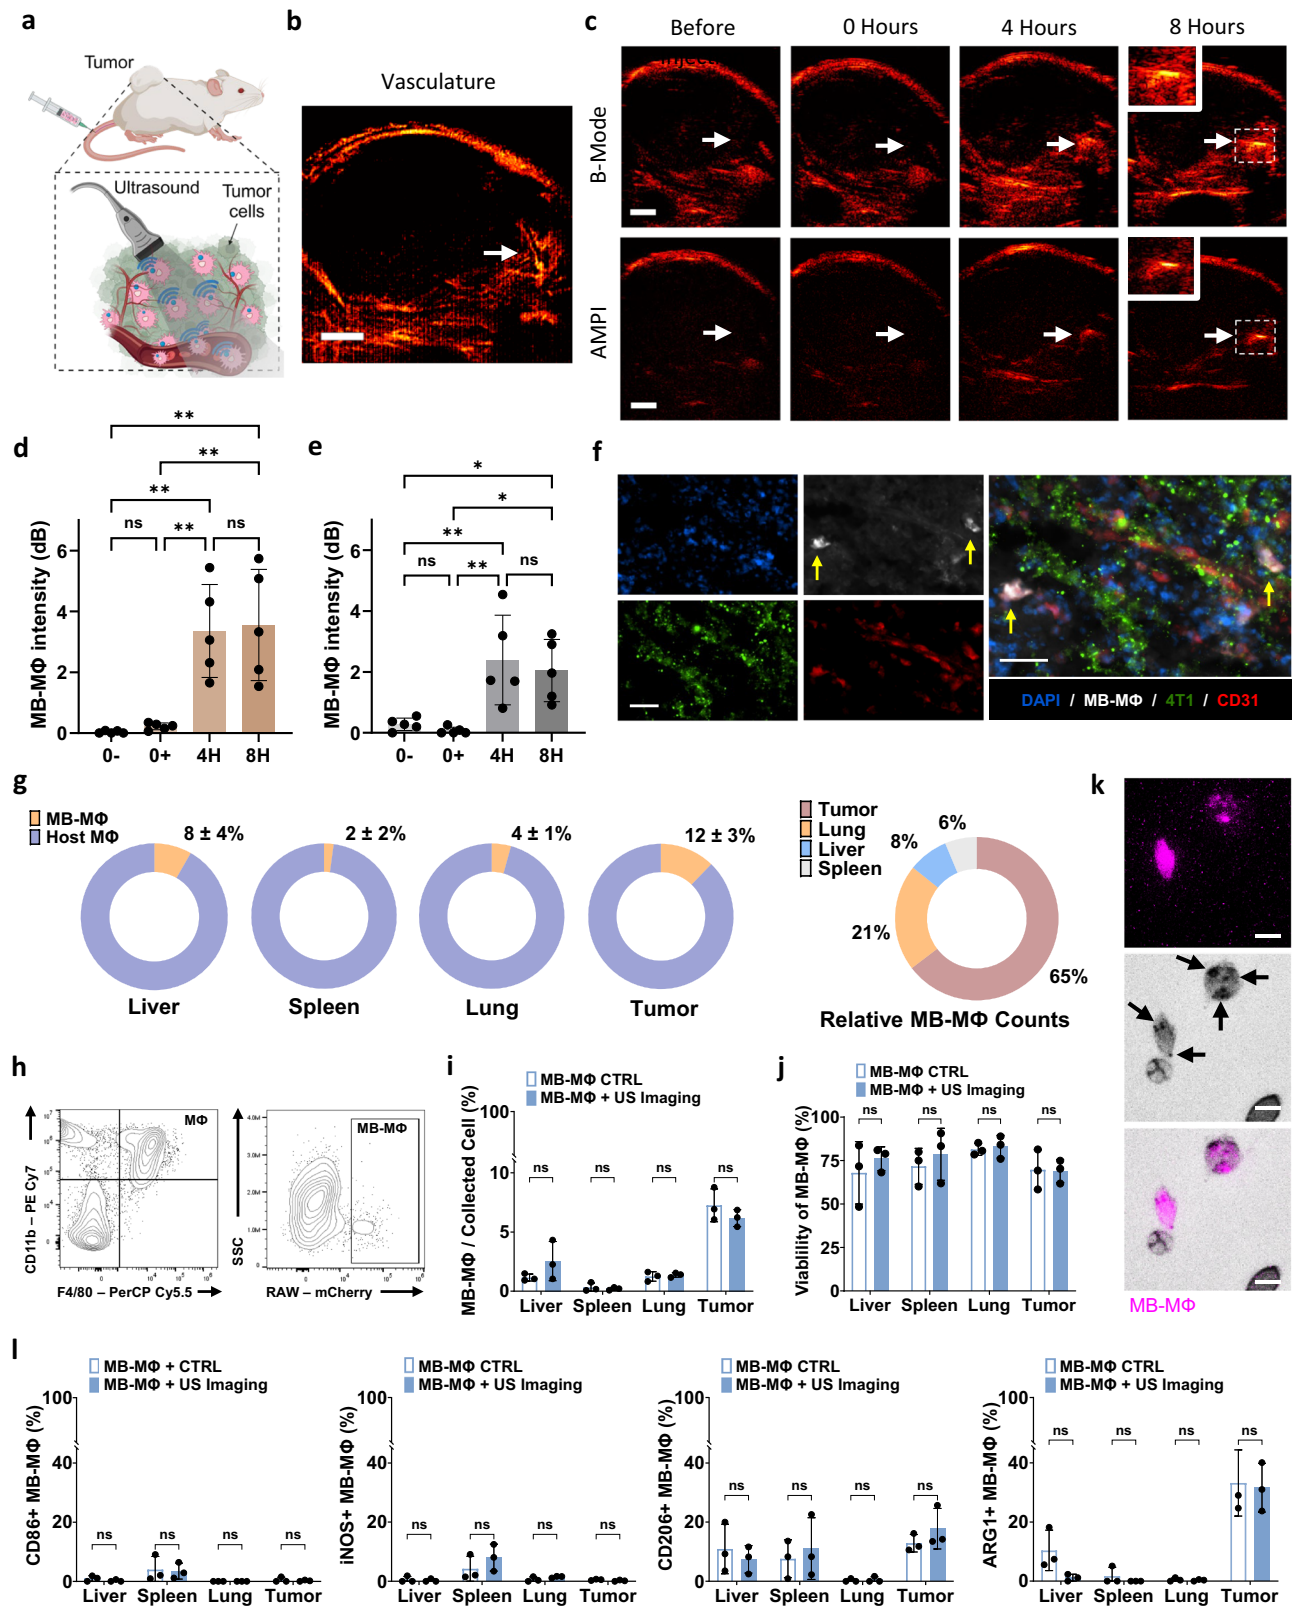 a
Tumor
Ultrasound
Tumor
cells
b
Vasculature
c
Before
0 Hours
4 Hours
8 Hours
B-Mode
AMPI
d
MB-MΦ intensity (dB)
**
**
**
ns
**
ns
6
4
2
0
0-
0+
4H
8H
e
MB-MΦ intensity (dB)
*
*
**
ns
**
ns
6
4
2
0
0-
0+
4H
8H
f
DAPI / MB-MΦ / 4T1 / CD31
g
MB-MΦ
Host MΦ
8 ± 4%
2 ± 2%
4 ± 1%
12 ± 3%
Liver
Spleen
Lung
Tumor
Tumor
Lung
Liver
Spleen
6%
8%
21%
65%
Relative MB-MΦ Counts
k
MB-MΦ
h
CD11b – PE Cy7
MΦ
F4/80 – PerCP Cy5.5
SSC
MB-MΦ
RAW – mCherry
i
MB-MΦ CTRL
MB-MΦ + US Imaging
MB-MΦ / Collected Cell (%)
100
10
5
0
ns
ns
ns
ns
Liver
Spleen
Lung
Tumor
j
MB-MΦ CTRL
MB-MΦ + US Imaging
Viablility of MB-MΦ (%)
100
75
50
25
0
ns
ns
ns
ns
Liver
Spleen
Lung
Tumor
l
MB-MΦ + CTRL
MB-MΦ + US Imaging
CD86+ MB-MΦ (%)
100
40
20
0
ns
ns
ns
ns
Liver
Spleen
Lung
Tumor
MB-MΦ CTRL
MB-MΦ + US Imaging
iNOS+ MB-MΦ (%)
100
40
20
0
ns
ns
ns
ns
Liver
Spleen
Lung
Tumor
MB-MΦ CTRL
MB-MΦ + US Imaging
CD206+ MB-MΦ (%)
100
40
20
0
ns
ns
ns
ns
Liver
Spleen
Lung
Tumor
MB-MΦ CTRL
MB-MΦ + US Imaging
ARG1+ MB-MΦ (%)
100
40
20
0
ns
ns
ns
ns
Liver
Spleen
Lung
Tumor